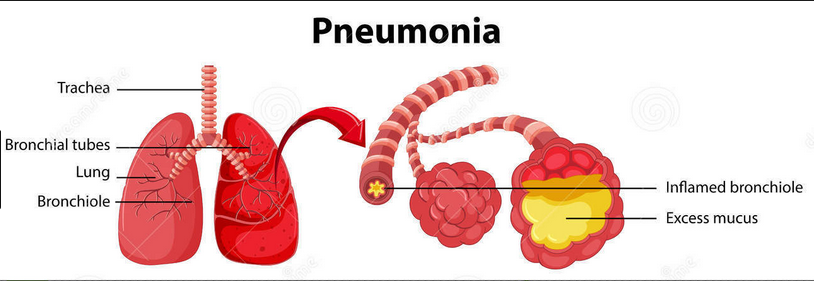 Pneumonia
Trachea
Bronchial tubes
Lung
Bronchiole
Inflamed bronchiole
Excess mucus